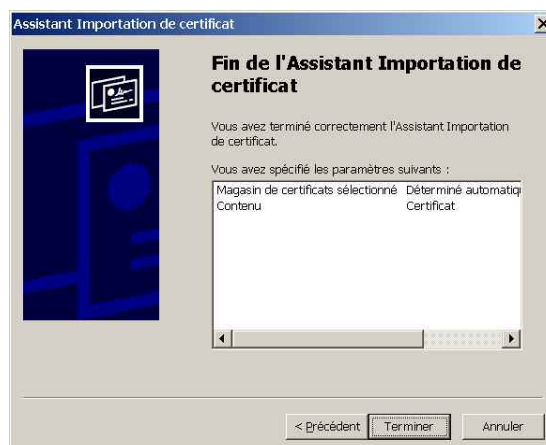 Assistant Importation de certificat
Fin de l'Assistant Importation de
certificat
Vous avez terminé correctement l'Assistant Importation
de certificat.
Vous avez spécifié les paramètres suivants :
Magasin de certificats sélectionné Déterminé automatiq
Contenu Certificat
< Précédent Terminer Annuler